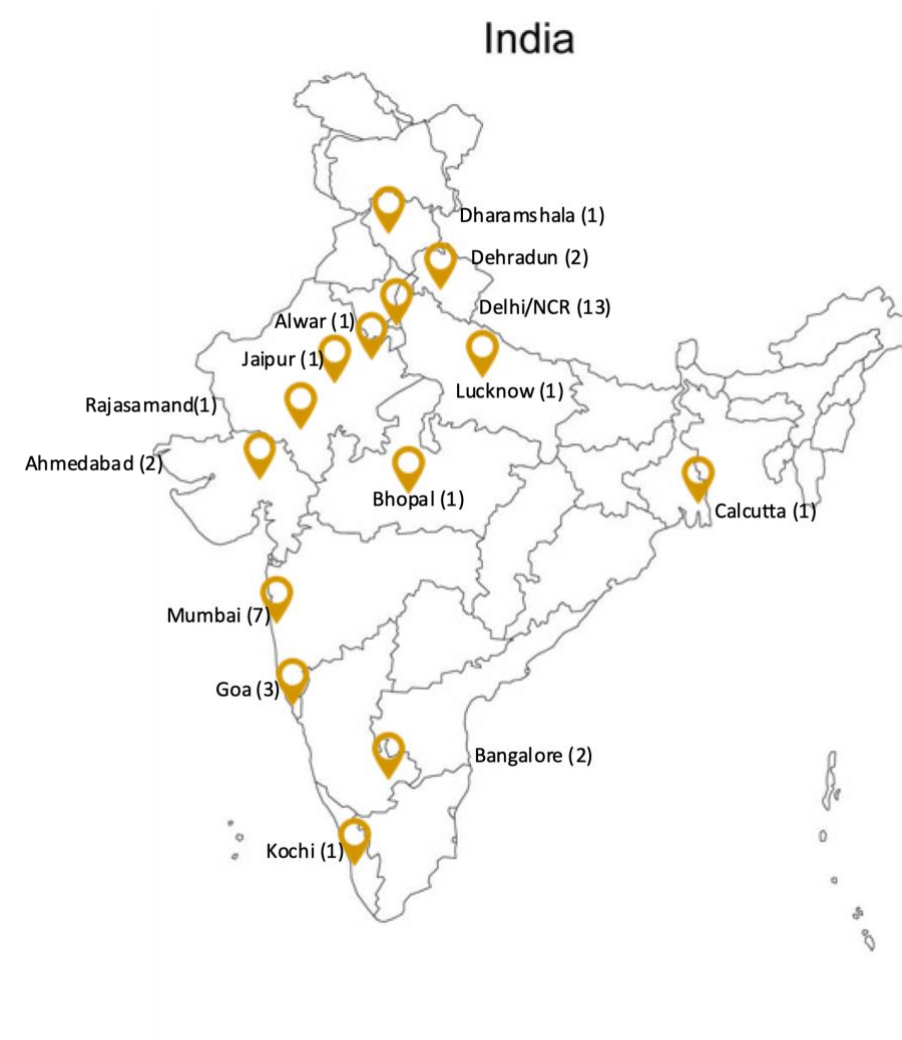 India
Dharamshala (1)
Dehradun (2)
Delhi/NCR (13)
Alwar (1)
Jaipur (1)
Lucknow (1)
Rajasamand(1)
Ahmedabad (2)
Bhopal (1)
Calcutta (1)
Mumbai (7)
Goa (3)
Bangalore (2)
Kochi (1)